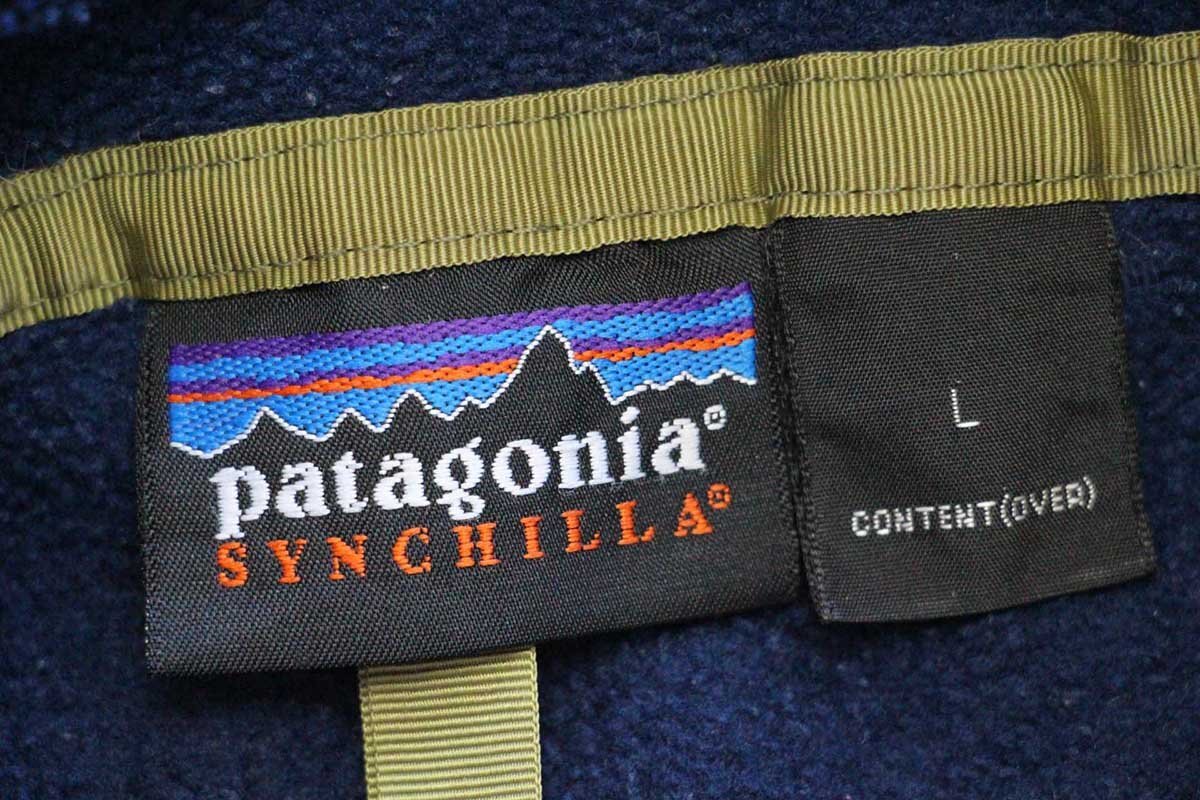 patagonia®
SYNCHILLA®
L
CONTENT(OVER)